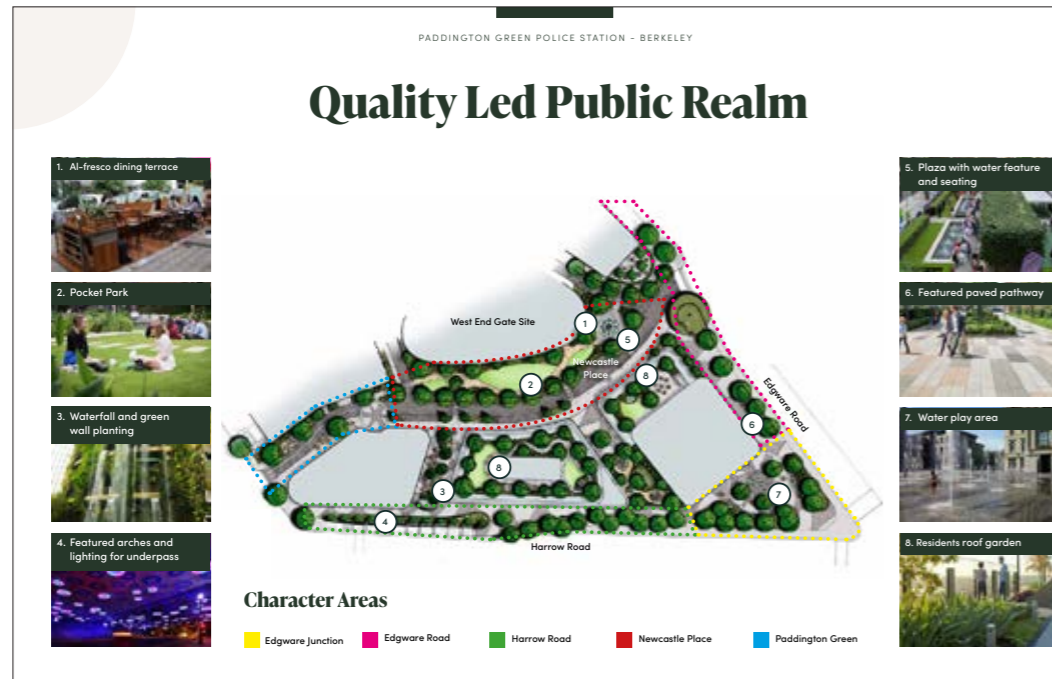 PADDINGTON GREEN POLICE STATION - BERKELEY
Quality Led Public Realm
1. Al-fresco dining terrace
2. Pocket Park
3. Waterfall and green
wall planting
4. Featured arches and
lighting for underpass
West End Gate Site
1
5
Newcastle
Place
2
8
Edgware Road
6
8
3
7
4
Harrow Road
5. Plaza with water feature
and seating
6. Featured paved pathway
7. Water play area
8. Residents roof garden
Character Areas
Edgware Junction
Edgware Road
Harrow Road
Newcastle Place
Paddington Green